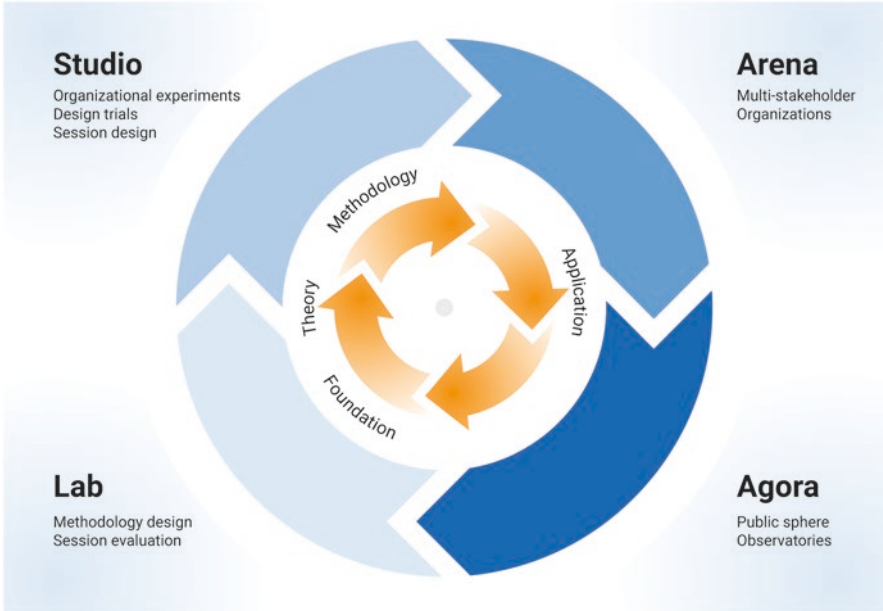 Studio
Organizational experiments
Design trials
Session design
Arena
Multi-stakeholder
Organizations
Methodology
Application
Theory
Foundation
Lab
Methodology design
Session evaluation
Agora
Public sphere
Observatories